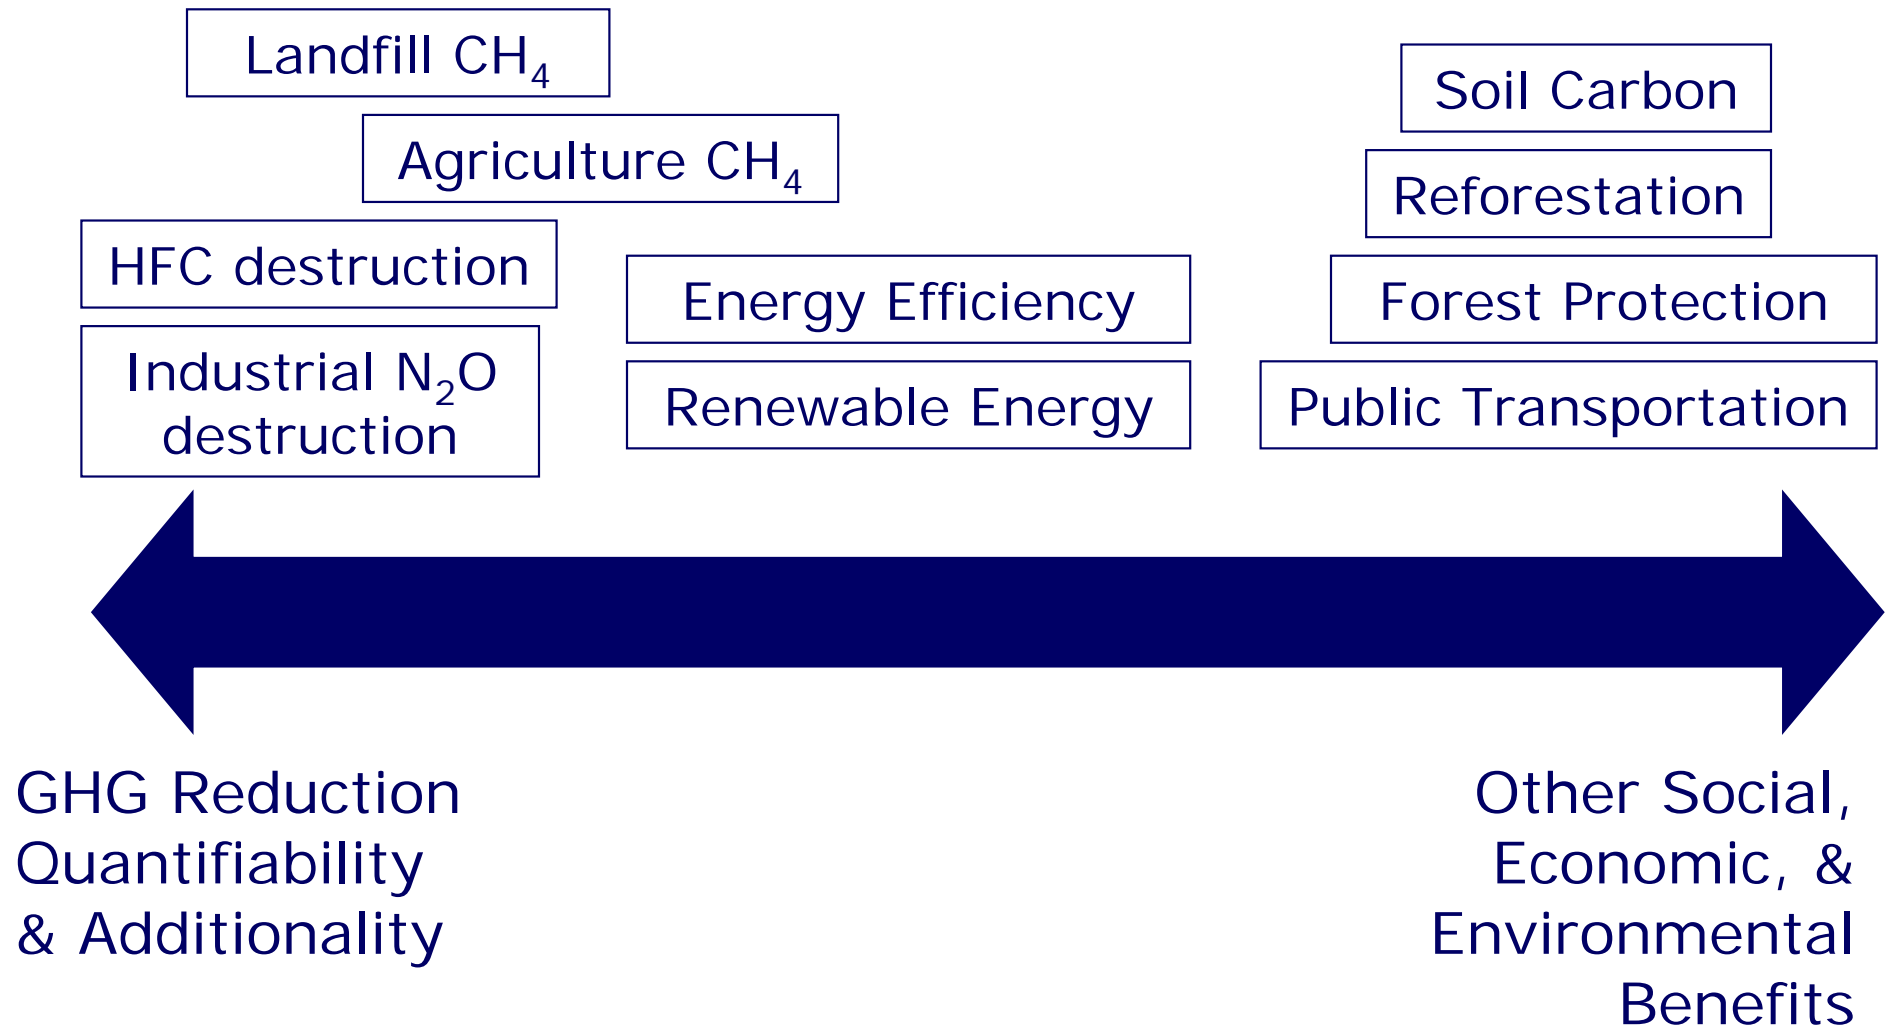 Landfill CH₄
Agriculture CH₄
HFC destruction
Industrial N₂O
destruction
Energy Efficiency
Renewable Energy
Soil Carbon
Reforestation
Forest Protection
Public Transportation
GHG Reduction
Quantifiability
& Additionality
Other Social,
Economic, &
Environmental
Benefits